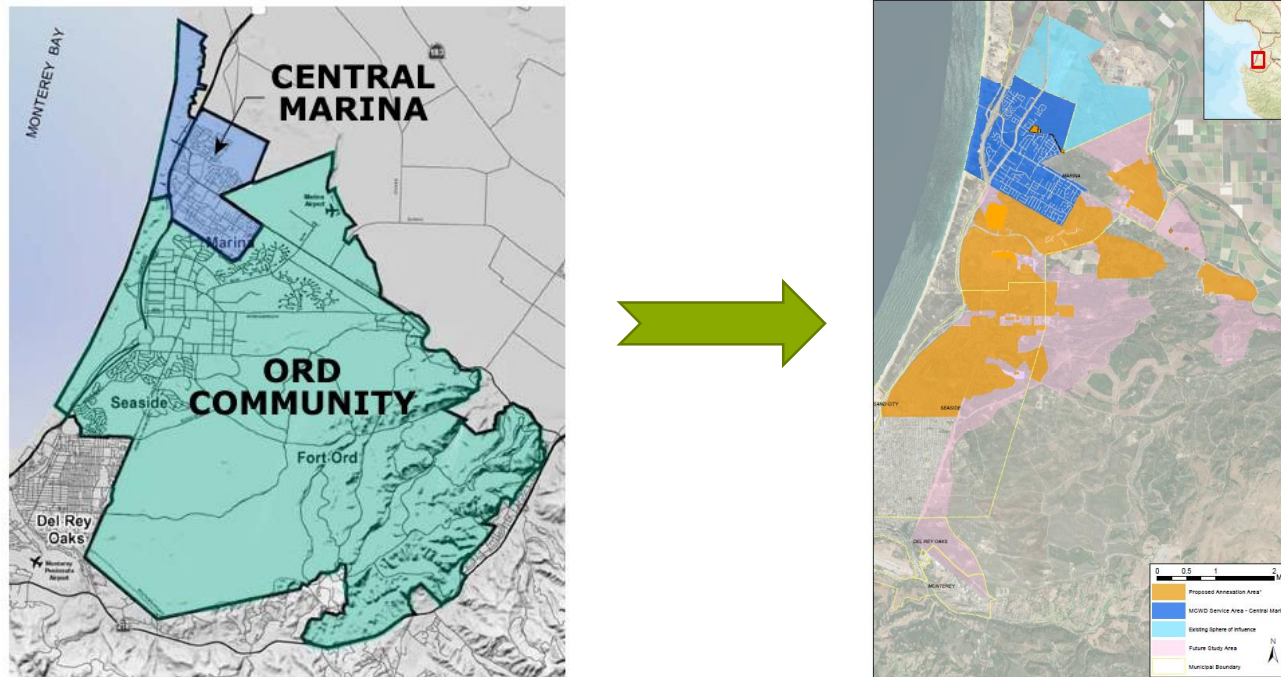 MONTEREY BAY
CENTRAL
MARINA
Marina
Airport
Marina
ORD
COMMUNITY
Seaside
Fort Ord
Del Rey
Oaks
Monterey
Peninsula
Airport
MARINA
SAND CITY
SEASIDE
DEL REY OAKS
MONTEREY
0 0.5 1 2
Proposed Annexation Area*
MCWD Service Area - Central Mari
Existing Sphere of Influence
Future Study Area
Municipal Boundary
N